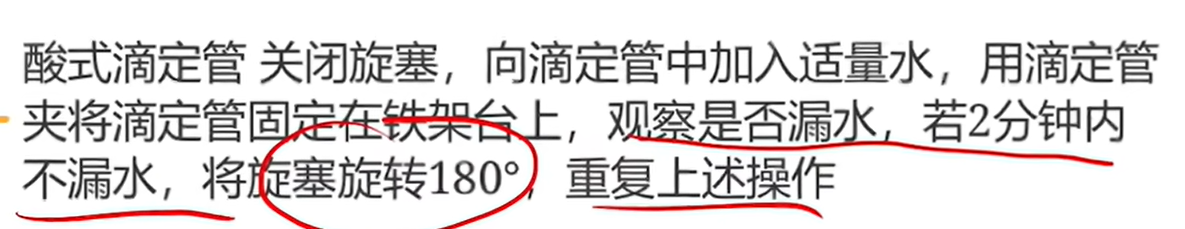 酸式滴定管 关闭旋塞，向滴定管中加入适量水，用滴定管
夹将滴定管固定在铁架台上，观察是否漏水，若2分钟内
不漏水，将旋塞旋转180°，重复上述操作